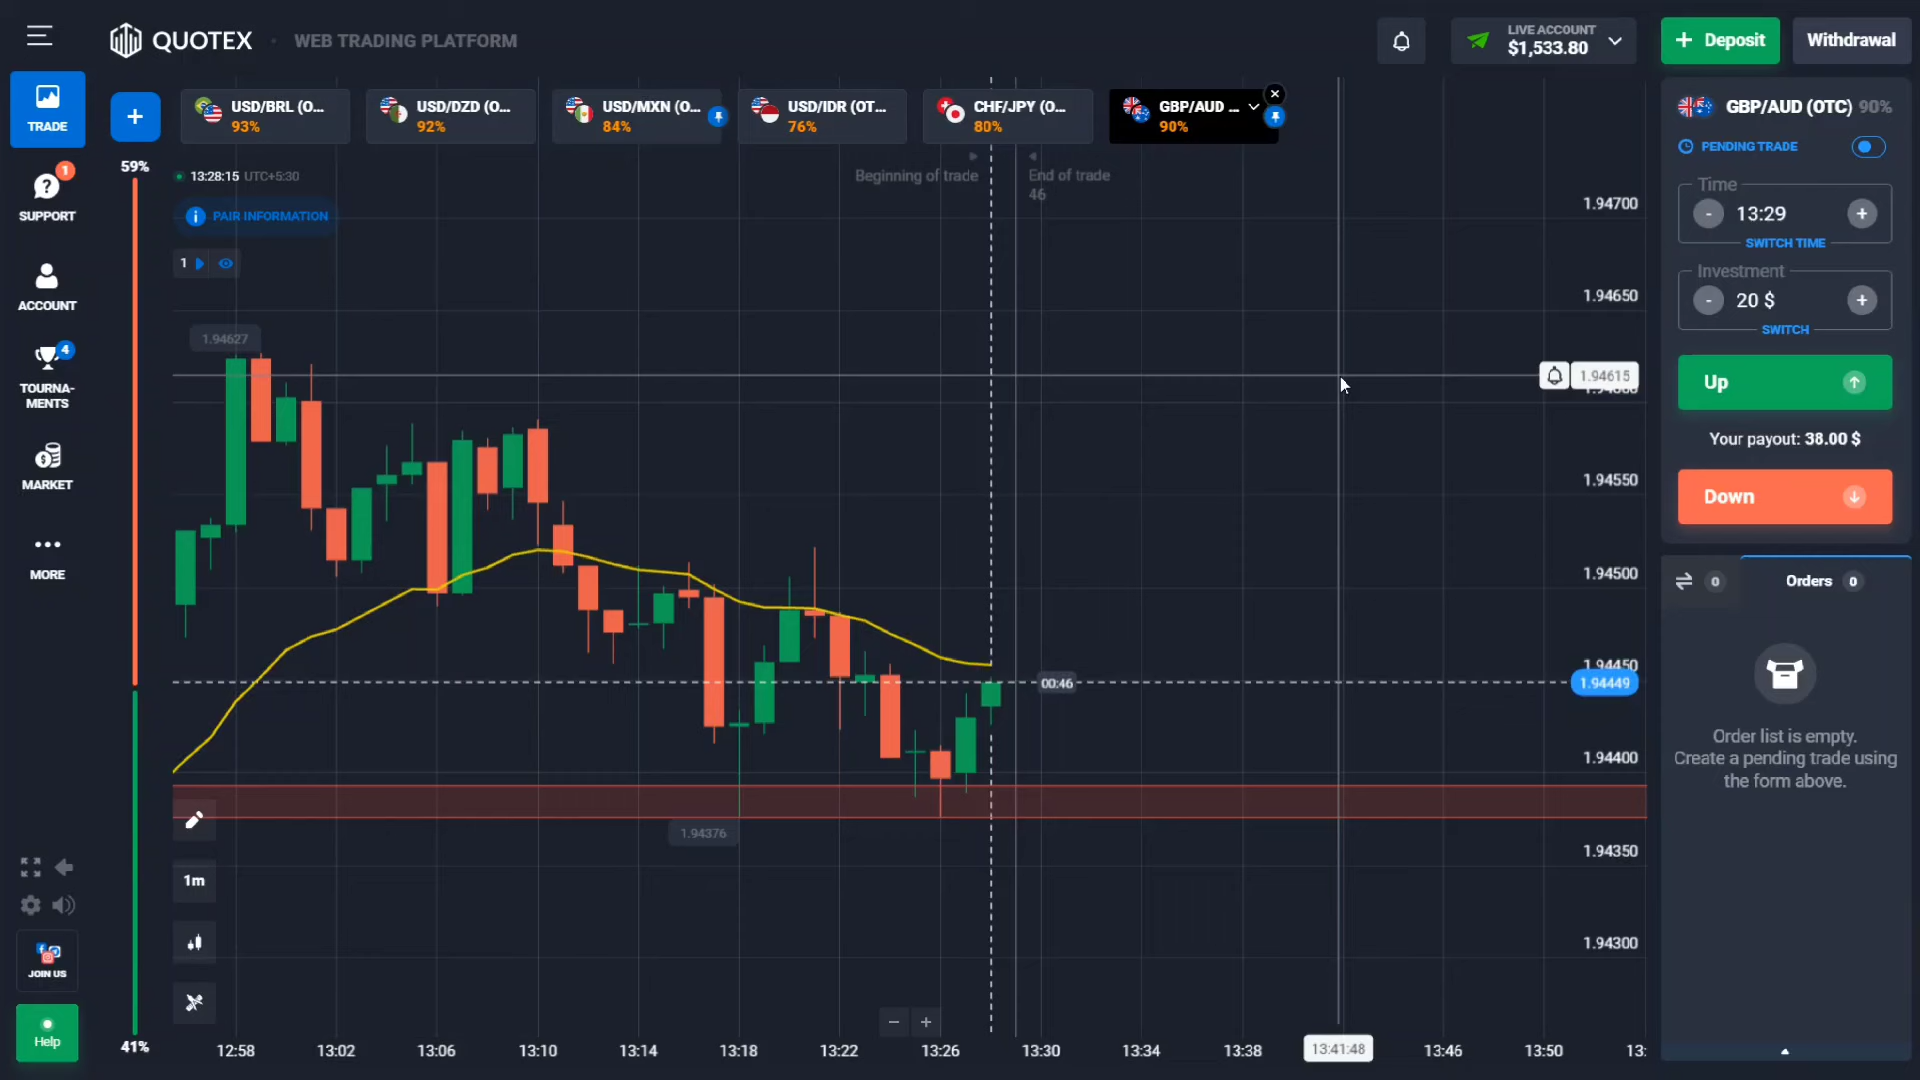 QUOTEX
WEB TRADING PLATFORM
LIVE ACCOUNT
$1,533.80
+ Deposit
Withdrawal
TRADE
SUPPORT
1
ACCOUNT
TOURNA-
MENTS
4
MARKET
MORE
JOIN US
Help
+
USD/BRL (O...
93%
USD/DZD (O...
92%
USD/MXN (O...
84%
USD/IDR (OT...
76%
CHF/JPY (O...
80%
GBP/AUD ...
90%
59%
41%
13:28:15 UTC+5:30
PAIR INFORMATION
1
Beginning of trade
End of trade
46
1.94627
1.94376
00:46
1m
1.94700
1.94650
1.94615
1.94550
1.94500
1.94450
1.94449
1.94400
1.94350
1.94300
12:58
13:02
13:06
13:10
13:14
13:18
13:22
13:26
13:30
13:34
13:38
13:41:48
13:46
13:50
13:
GBP/AUD (OTC) 90%
PENDING TRADE
Time
- 13:29 +
SWITCH TIME
Investment
- 20 $ +
SWITCH
Up
Your payout: 38.00 $
Down
0
Orders 0
Order list is empty.
Create a pending trade using
the form above.